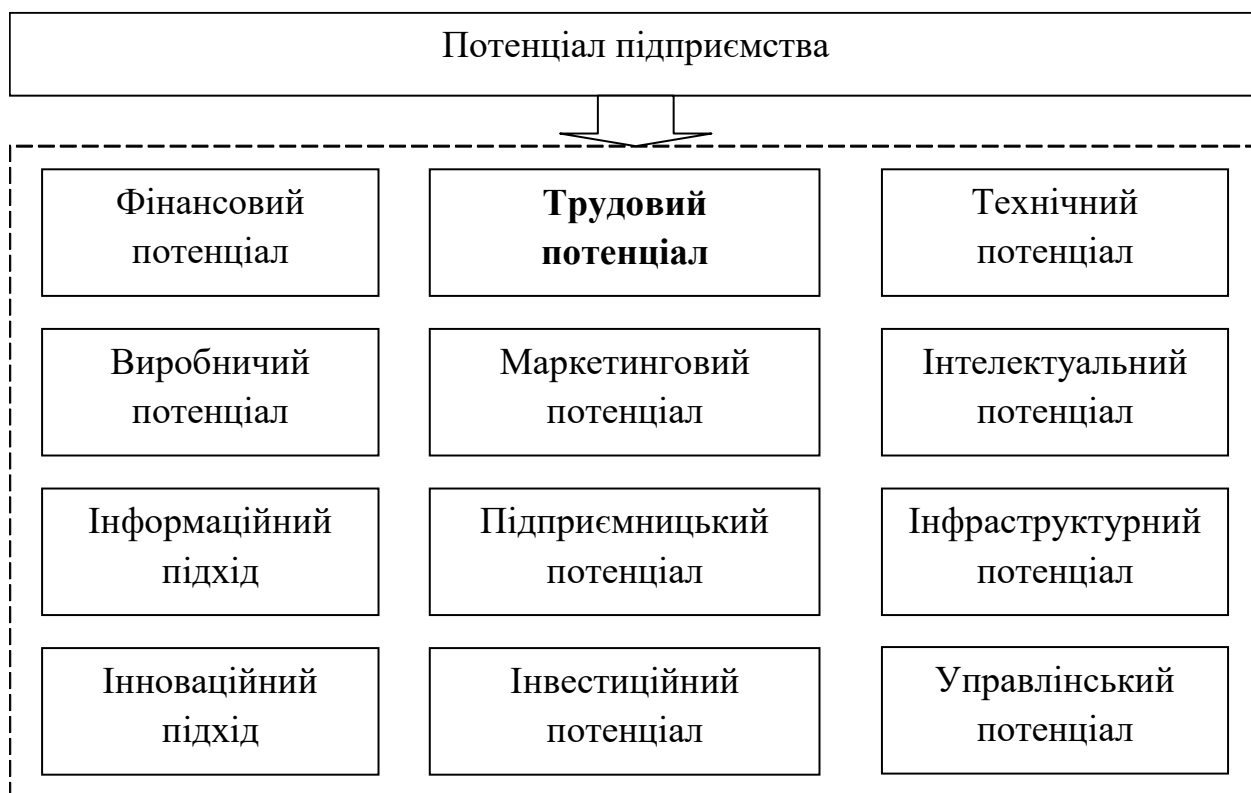 Потенціал підприємства
Фінансовий
потенціал
Трудовий
потенціал
Технічний
потенціал
Виробничий
потенціал
Маркетинговий
потенціал
Інтелектуальний
потенціал
Інформаційний
підхід
Підприємницький
потенціал
Інфраструктурний
потенціал
Інноваційний
підхід
Інвестиційний
потенціал
Управлінський
потенціал